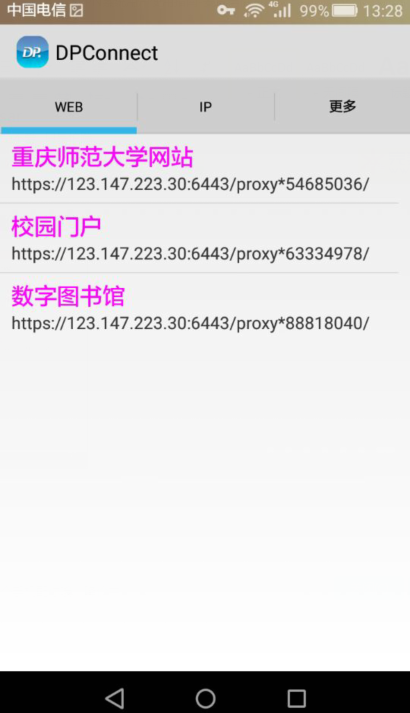 中国电信
4G
99%
13:28
DP
DPConnect
WEB
IP
更多
重庆师范大学网站
https://123.147.223.30:6443/proxy*54685036/
校园门户
https://123.147.223.30:6443/proxy*63334978/
数字图书馆
https://123.147.223.30:6443/proxy*88818040/